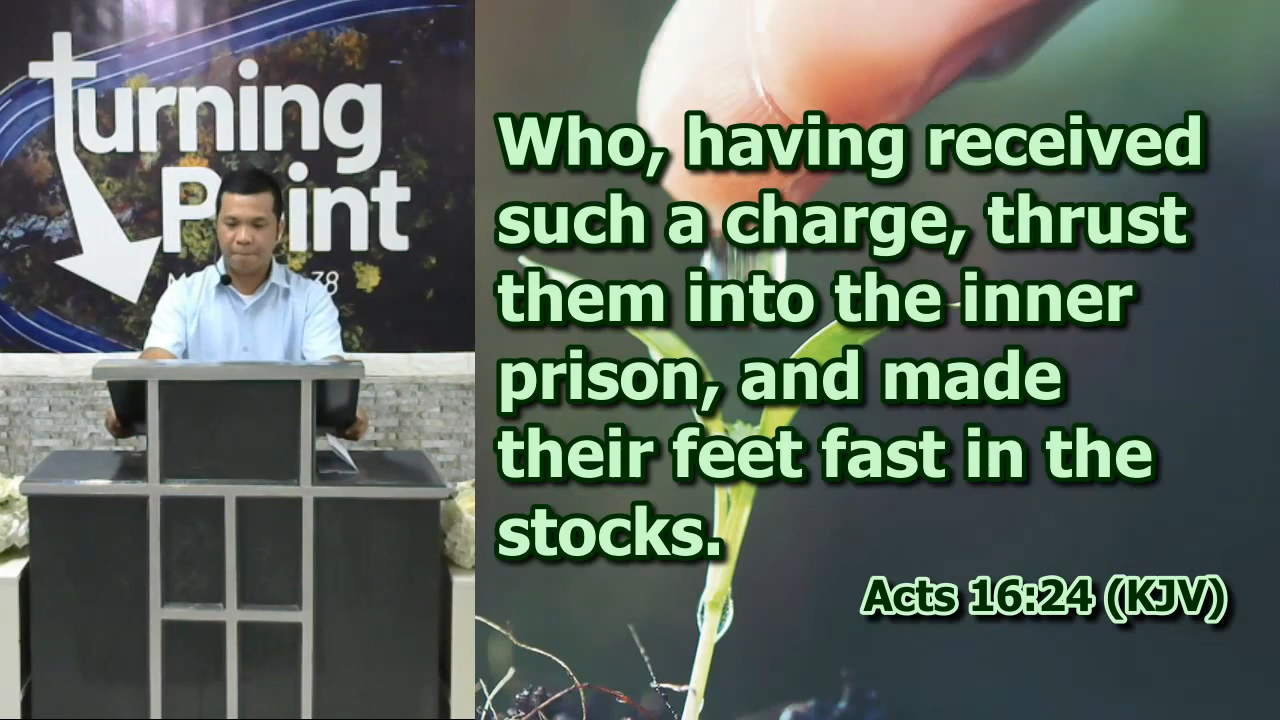 turning
Point
38
Who, having received
such a charge, thrust
them into the inner
prison, and made
their feet fast in the
stocks.
Acts 16:24 (KJV)